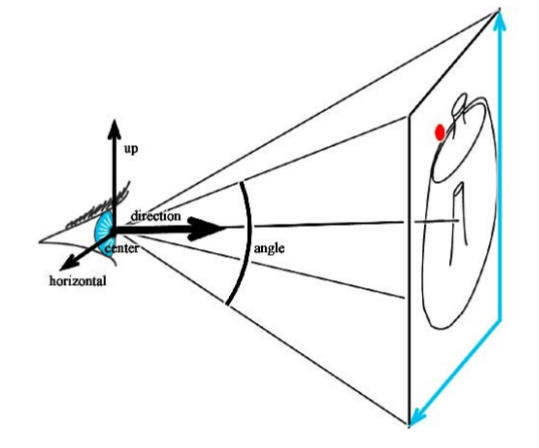 up
direction
center
angle
horizontal